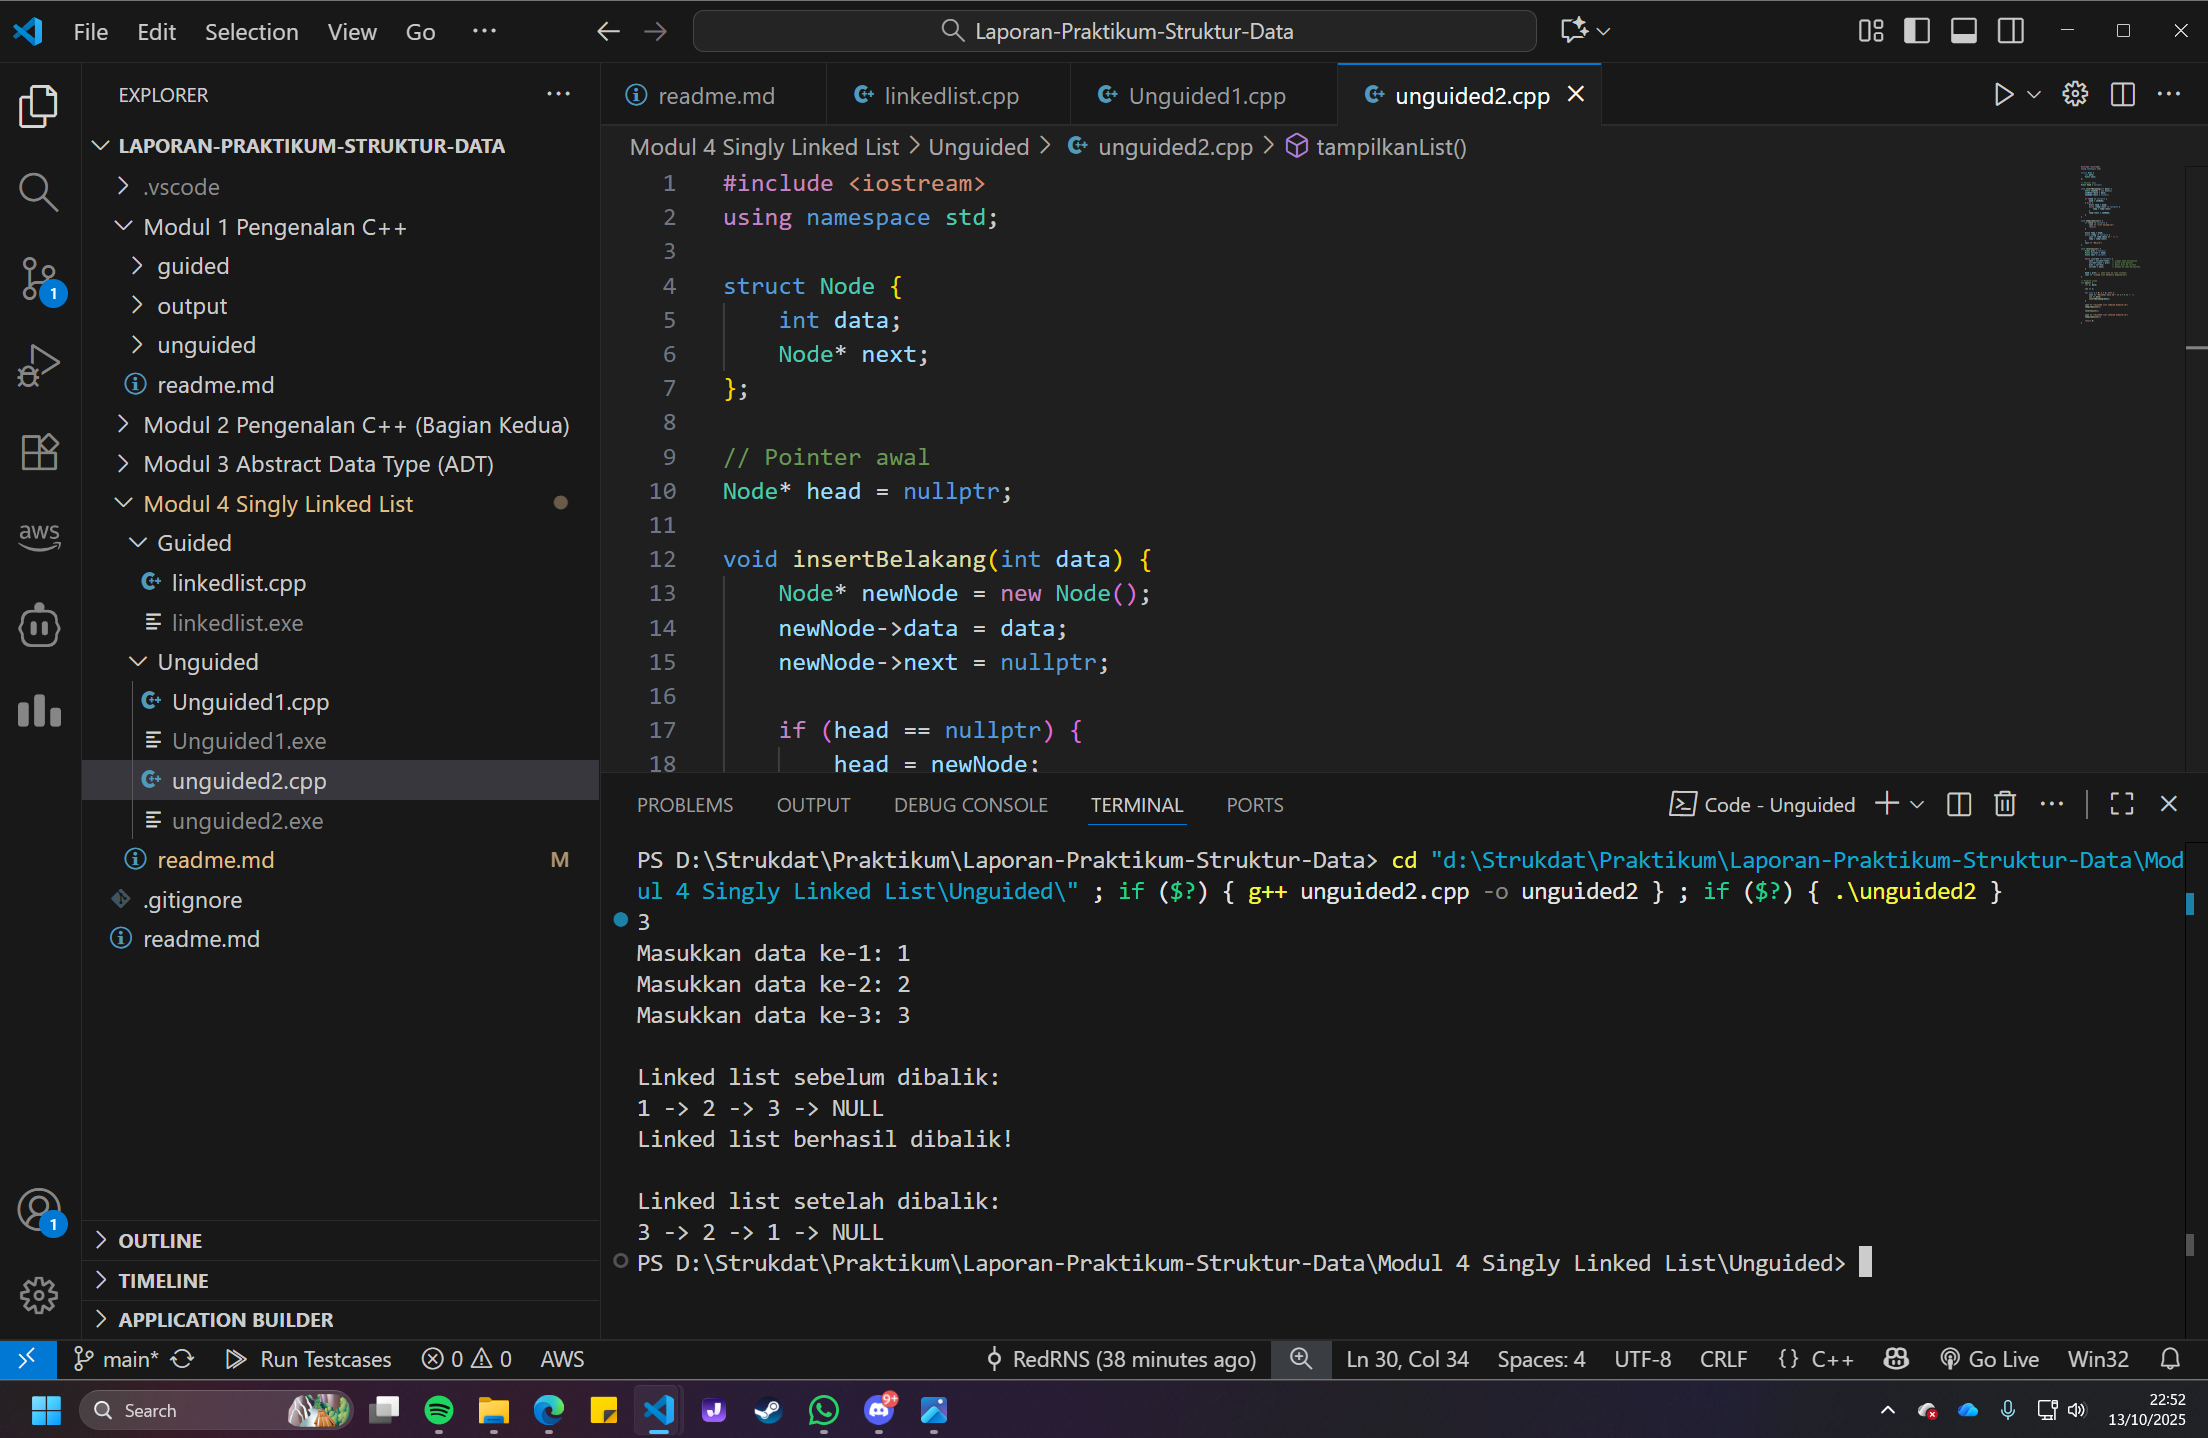 File Edit Selection View Go ... Laporan-Praktikum-Struktur-Data
EXPLORER ...
LAPORAN-PRAKTIKUM-STRUKTUR-DATA
.vscode
Modul 1 Pengenalan C++
guided
output
unguided
readme.md
Modul 2 Pengenalan C++ (Bagian Kedua)
Modul 3 Abstract Data Type (ADT)
Modul 4 Singly Linked List
Guided
linkedlist.cpp
linkedlist.exe
Unguided
Unguided1.cpp
Unguided1.exe
unguided2.cpp
unguided2.exe
readme.md M
.gitignore
readme.md
OUTLINE
TIMELINE
APPLICATION BUILDER
aws
1
1
readme.md linkedlist.cpp Unguided1.cpp unguided2.cpp
Modul 4 Singly Linked List > Unguided > unguided2.cpp > tampilkanList()
1 #include <iostream>
2 using namespace std;
3
4 struct Node {
5 int data;
6 Node* next;
7 };
8
9 // Pointer awal
10 Node* head = nullptr;
11
12 void insertBelakang(int data) {
13 Node* newNode = new Node();
14 newNode->data = data;
15 newNode->next = nullptr;
16
17 if (head == nullptr) {
18 head = newNode;
PROBLEMS OUTPUT DEBUG CONSOLE TERMINAL PORTS Code - Unguided
PS D:\Strukdat\Praktikum\Laporan-Praktikum-Struktur-Data> cd "d:\Strukdat\Praktikum\Laporan-Praktikum-Struktur-Data\Mod
ul 4 Singly Linked List\Unguided\" ; if ($?) { g++ unguided2.cpp -o unguided2 } ; if ($?) { .\unguided2 }
3
Masukkan data ke-1: 1
Masukkan data ke-2: 2
Masukkan data ke-3: 3
Linked list sebelum dibalik:
1 -> 2 -> 3 -> NULL
Linked list berhasil dibalik!
Linked list setelah dibalik:
3 -> 2 -> 1 -> NULL
PS D:\Strukdat\Praktikum\Laporan-Praktikum-Struktur-Data\Modul 4 Singly Linked List\Unguided>
main* Run Testcases 0 0 AWS RedRNS (38 minutes ago) Ln 30, Col 34 Spaces: 4 UTF-8 CRLF {} C++ Go Live Win32
Search 9+ 22:52
13/10/2025